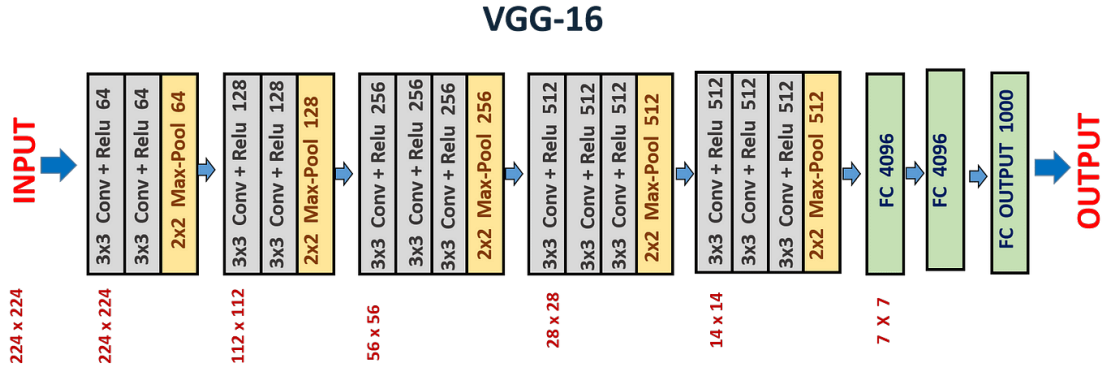 VGG-16
INPUT
3x3 Conv + Relu 64
3x3 Conv + Relu 64
2x2 Max-Pool 64
3x3 Conv + Relu 128
3x3 Conv + Relu 128
2x2 Max-Pool 128
3x3 Conv + Relu 256
3x3 Conv + Relu 256
3x3 Conv + Relu 256
2x2 Max-Pool 256
3x3 Conv + Relu 512
3x3 Conv + Relu 512
3x3 Conv + Relu 512
2x2 Max-Pool 512
3x3 Conv + Relu 512
3x3 Conv + Relu 512
3x3 Conv + Relu 512
2x2 Max-Pool 512
FC 4096
FC 4096
FC OUTPUT 1000
OUTPUT
224 x 224
224 x 224
112 x 112
56 x 56
28 x 28
14 x 14
7 X 7